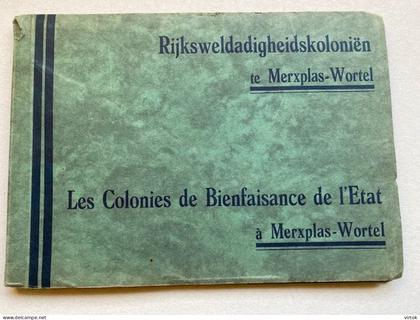 Rijksweldadigheidskoloniën
te Merxplas-Wortel
Les Colonies de Bienfaisance de l'Etat
à Merxplas-Wortel